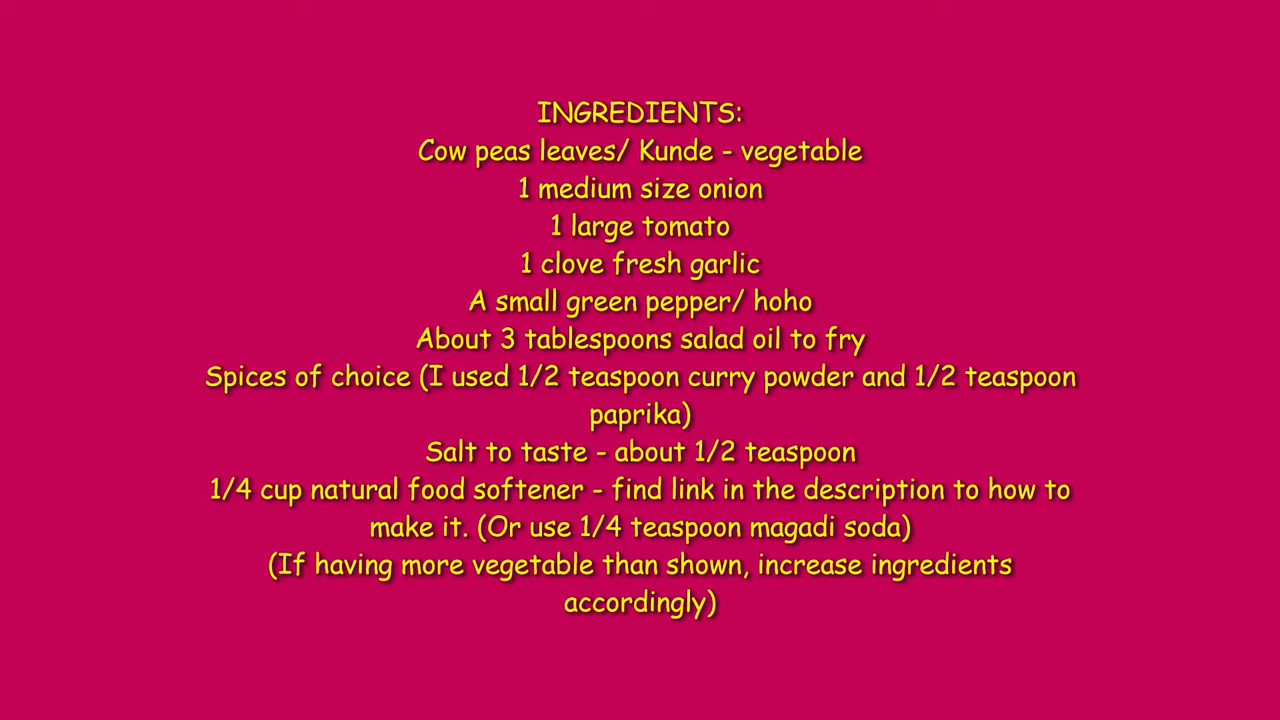 INGREDIENTS:
Cow peas leaves/ Kunde - vegetable
1 medium size onion
1 large tomato
1 clove fresh garlic
A small green pepper/ hoho
About 3 tablespoons salad oil to fry
Spices of choice (I used 1/2 teaspoon curry powder and 1/2 teaspoon
paprika)
Salt to taste - about 1/2 teaspoon
1/4 cup natural food softener - find link in the description to how to
make it. (Or use 1/4 teaspoon magadi soda)
(If having more vegetable than shown, increase ingredients
accordingly)